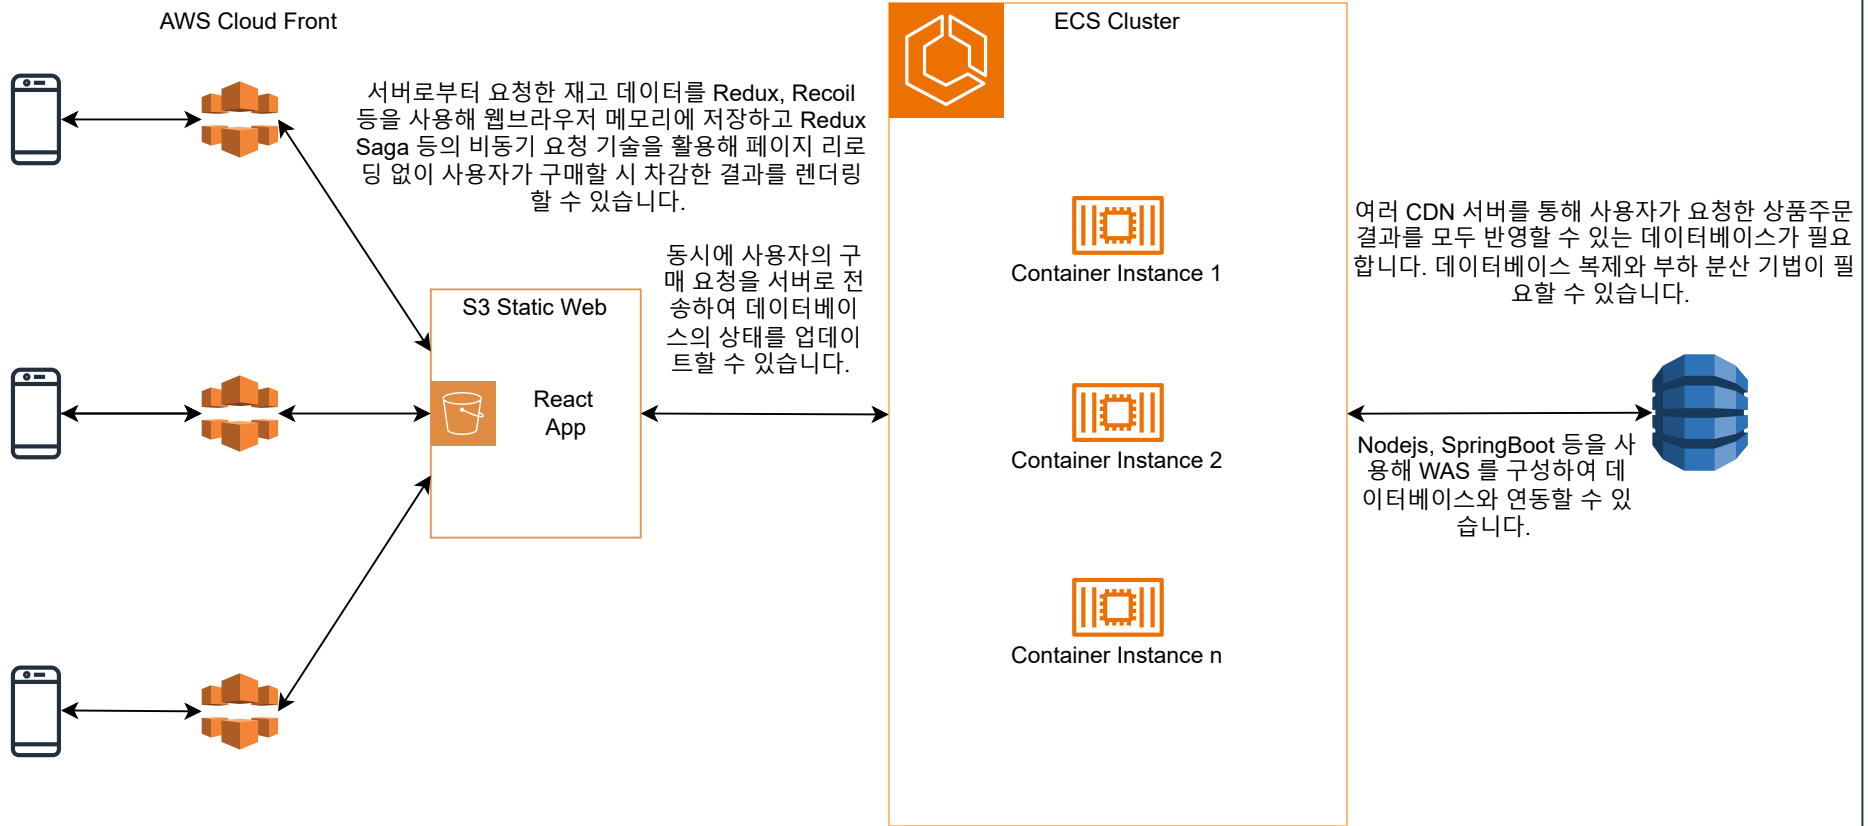 AWS Cloud Front
ECS Cluster
서버로부터 요청한 재고 데이터를 Redux, Recoil
등을 사용해 웹브라우저 메모리에 저장하고 Redux
Saga 등의 비동기 요청 기술을 활용해 페이지 리로
딩 없이 사용자가 구매할 시 차감한 결과를 렌더링
할 수 있습니다.
동시에 사용자의 구
매 요청을 서버로 전
송하여 데이터베이
스의 상태를 업데이
트할 수 있습니다.
S3 Static Web
React
App
Container Instance 1
Container Instance 2
Container Instance n
여러 CDN 서버를 통해 사용자가 요청한 상품주문
결과를 모두 반영할 수 있는 데이터베이스가 필요
합니다. 데이터베이스 복제와 부하 분산 기법이 필
요할 수 있습니다.
Nodejs, SpringBoot 등을 사
용해 WAS 를 구성하여 데
이터베이스와 연동할 수 있
습니다.